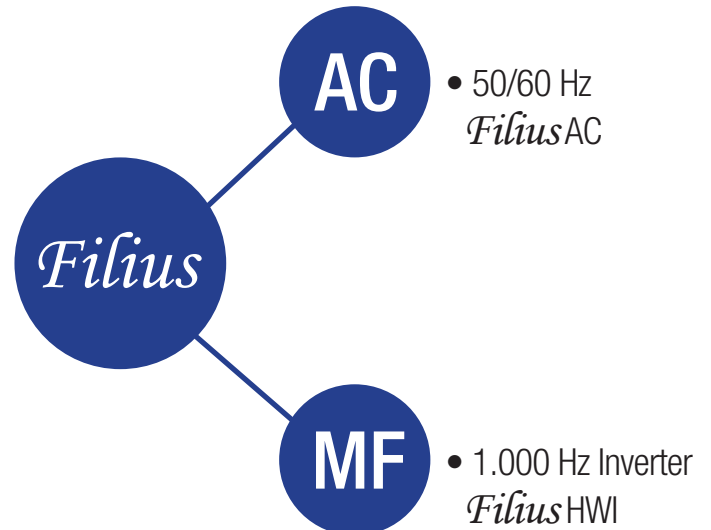 AC
• 50/60 Hz
Filius AC
Filius
MF
• 1.000 Hz Inverter
Filius HWI